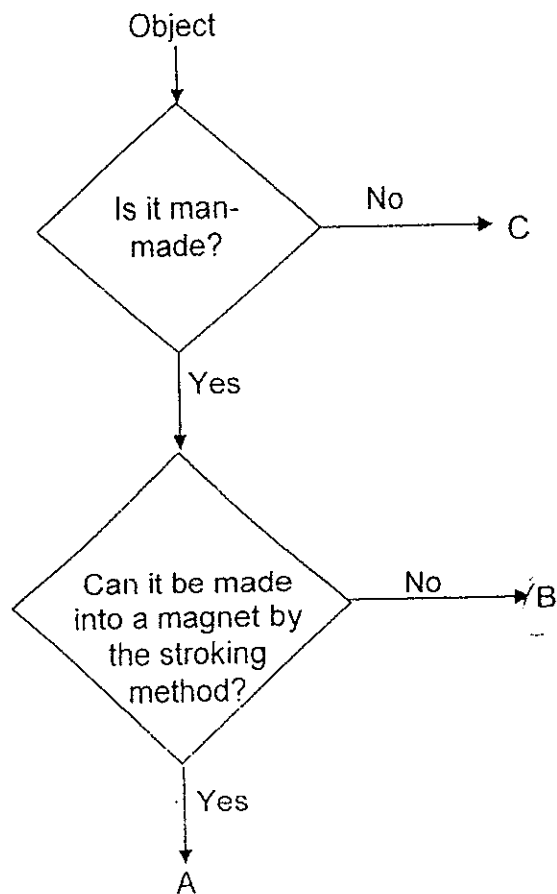 Object
Is it man-
made?
No
C
Yes
Can it be made
into a magnet by
the stroking
method?
No
B
Yes
A